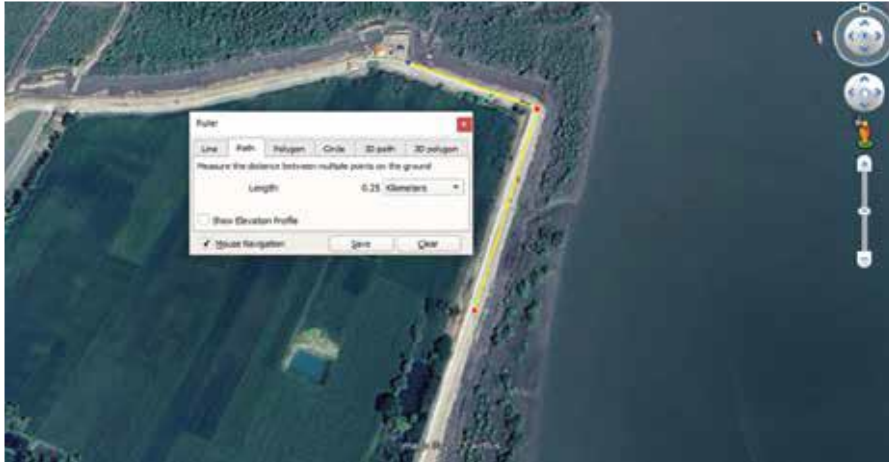 Ruler
Line Path Polygon Circle 3D path 3D polygon
Measure the distance between multiple points on the ground
Length 0.25 Kilometers
Show Elevation Profile
Mouse Navigation Save Clear